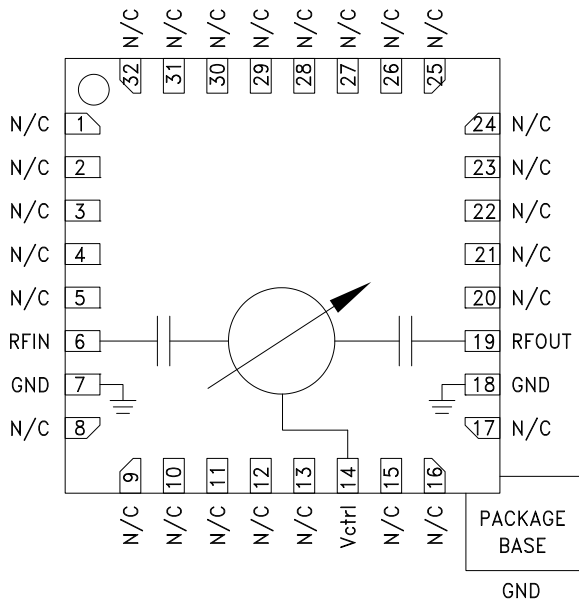 N/C N/C N/C N/C N/C N/C N/C N/C
32 31 30 29 28 27 26 25
N/C 1
N/C 2
N/C 3
N/C 4
N/C 5
RFIN 6
GND 7
N/C 8
24 N/C
23 N/C
22 N/C
21 N/C
20 N/C
19 RFOUT
18 GND
17 N/C
9 10 11 12 13 14 15 16
N/C N/C N/C N/C N/C Vctrl N/C N/C
PACKAGE
BASE
GND